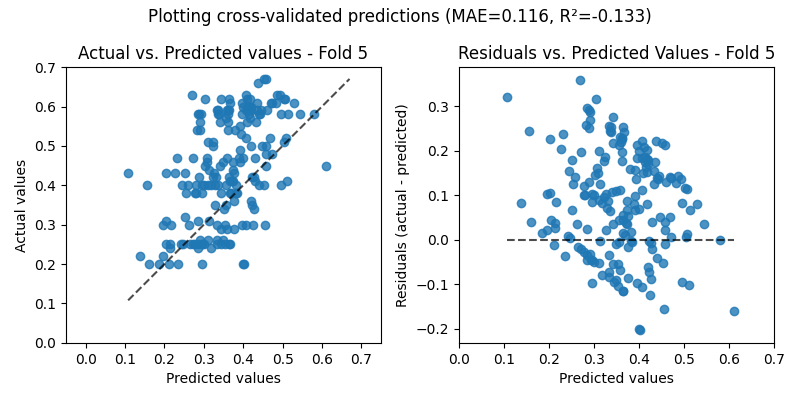 Plotting cross-validated predictions (MAE=0.116, R²=-0.133)
Actual vs. Predicted values - Fold 5
Residuals vs. Predicted Values - Fold 5
Actual values
0.7
0.6
0.5
0.4
0.3
0.2
0.1
0.0
0.0 0.1 0.2 0.3 0.4 0.5 0.6 0.7
Predicted values
Residuals (actual - predicted)
0.3
0.2
0.1
0.0
−0.1
−0.2
0.0 0.1 0.2 0.3 0.4 0.5 0.6 0.7
Predicted values